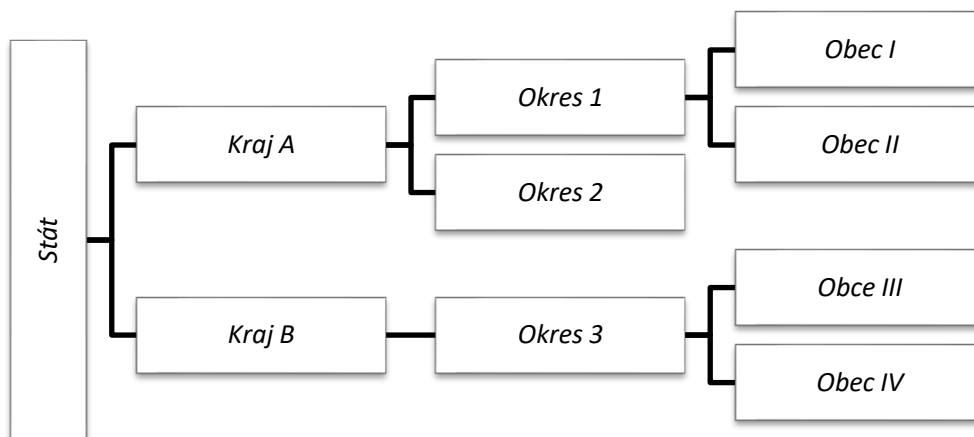 Stát
Kraj A
Okres 1
Obec I
Obec II
Okres 2
Kraj B
Okres 3
Obce III
Obec IV